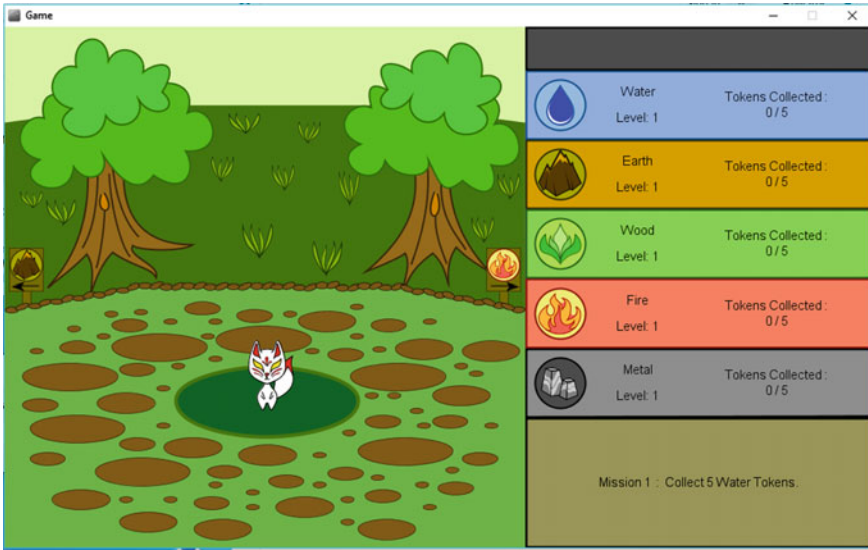 Game
Water
Level: 1
Tokens Collected :
0 / 5
Earth
Level: 1
Tokens Collected :
0 / 5
Wood
Level: 1
Tokens Collected :
0 / 5
Fire
Level: 1
Tokens Collected :
0 / 5
Metal
Level: 1
Tokens Collected :
0 / 5
Mission 1 : Collect 5 Water Tokens.